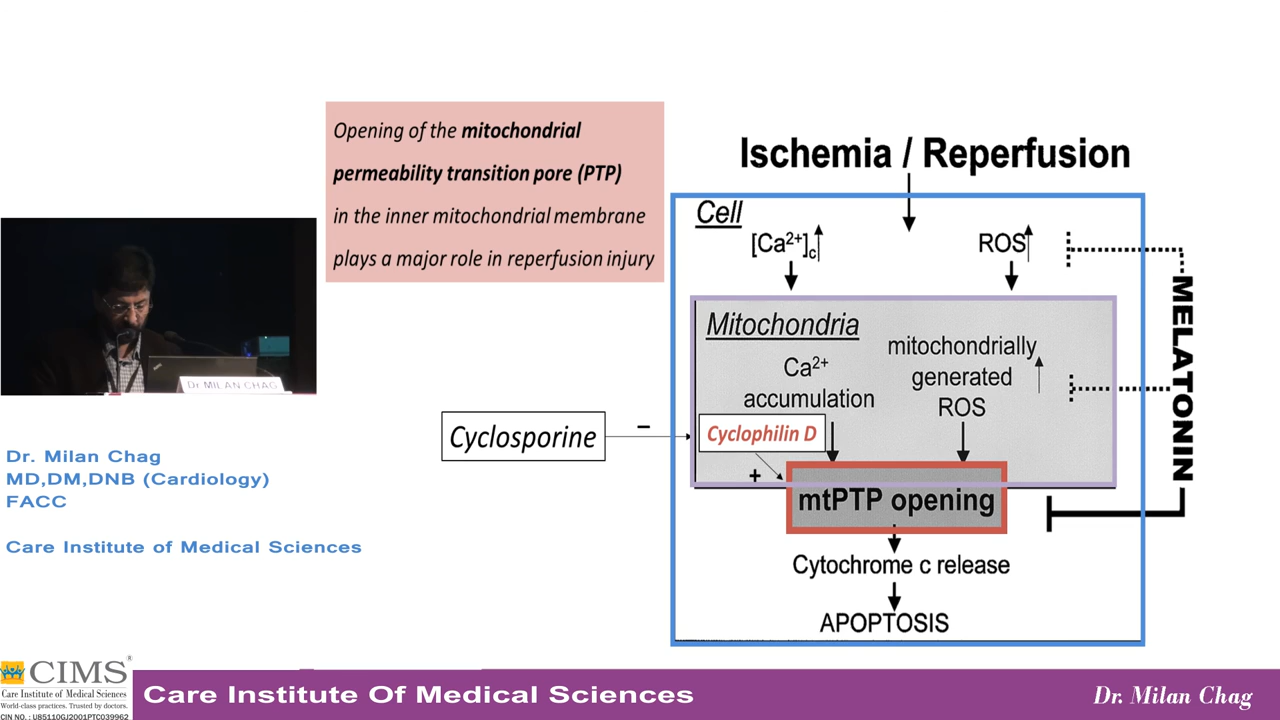 Opening of the mitochondrial
permeability transition pore (PTP)
in the inner mitochondrial membrane
plays a major role in reperfusion injury
Ischemia / Reperfusion
Cell
[Ca²⁺]c
ROS
Mitochondria
Ca²⁺
accumulation
mitochondrially
generated
ROS
MELATONIN
Cyclosporine
−
Cyclophilin D
+
mtPTP opening
Cytochrome c release
APOPTOSIS
Dr MILAN CHAG
Dr. Milan Chag
MD,DM,DNB (Cardiology)
FACC
Care Institute of Medical Sciences
CIMS®
Care Institute of Medical Sciences
World-class practices. Trusted by doctors.
CIN NO. : U85110GJ2001PTC039962
Care Institute Of Medical Sciences
Dr. Milan Chag